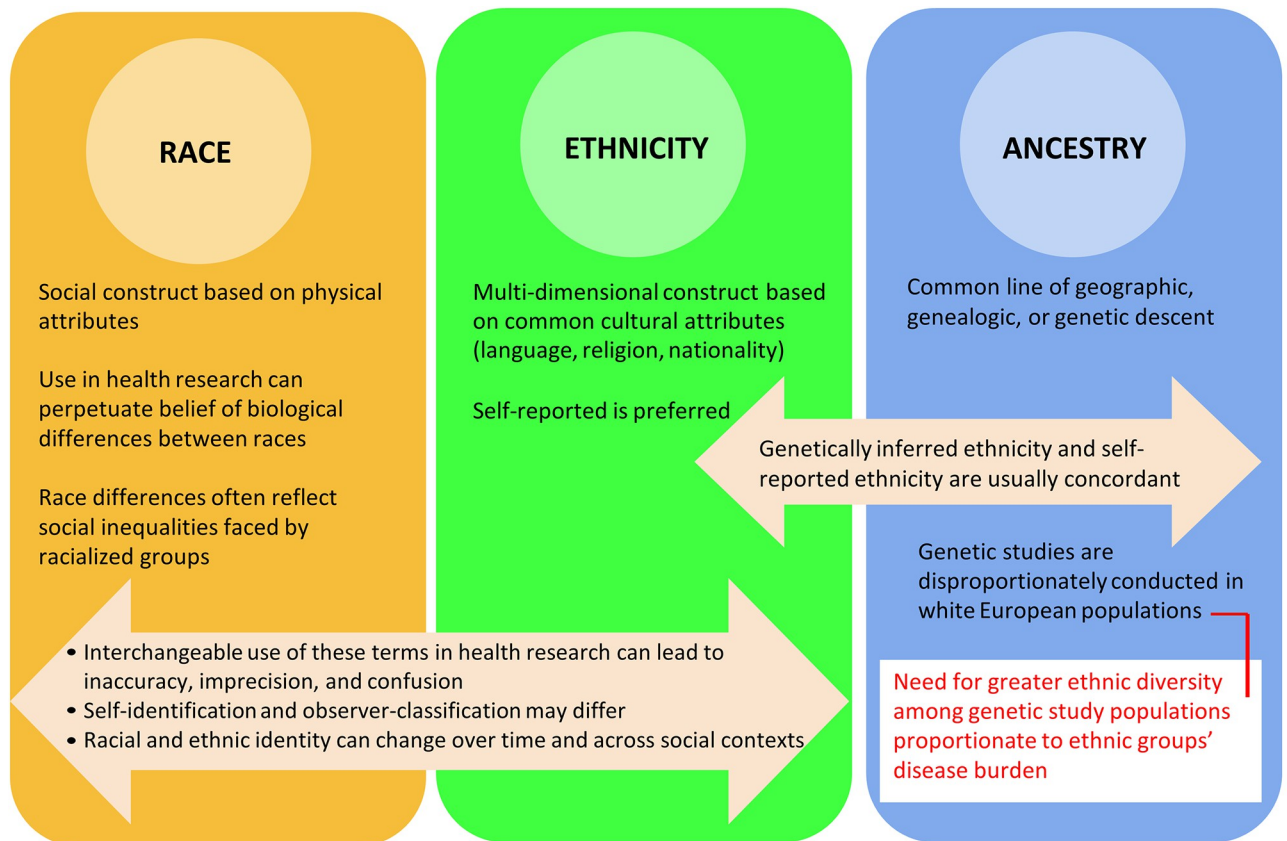 RACE
Social construct based on physical
attributes
Use in health research can
perpetuate belief of biological
differences between races
Race differences often reflect
social inequalities faced by
racialized groups
ETHNICITY
Multi-dimensional construct based
on common cultural attributes
(language, religion, nationality)
Self-reported is preferred
ANCESTRY
Common line of geographic,
genealogic, or genetic descent
Genetically inferred ethnicity and self-
reported ethnicity are usually concordant
Genetic studies are
disproportionately conducted in
white European populations
Need for greater ethnic diversity
among genetic study populations
proportionate to ethnic groups’
disease burden
• Interchangeable use of these terms in health research can lead to
inaccuracy, imprecision, and confusion
• Self-identification and observer-classification may differ
• Racial and ethnic identity can change over time and across social contexts